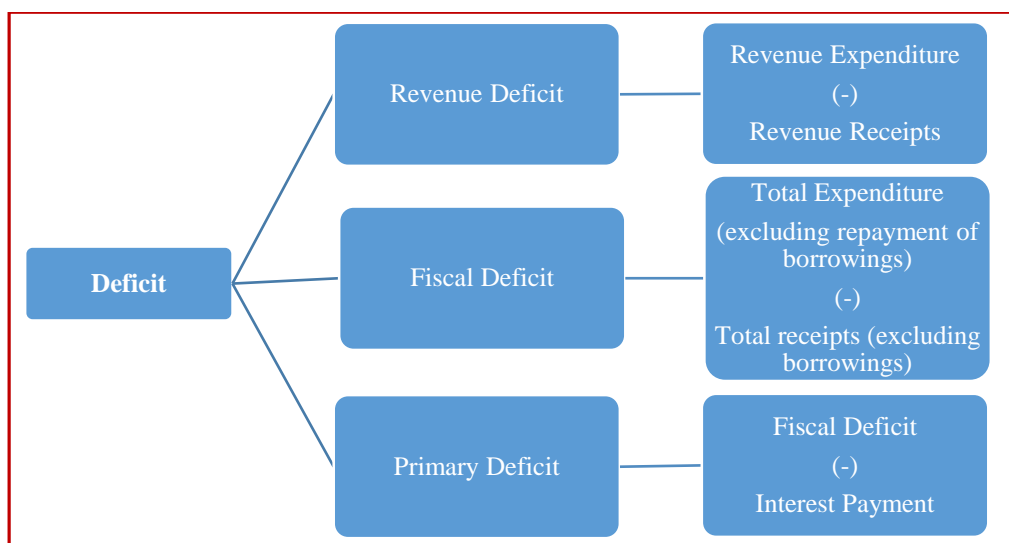 Deficit
Revenue Deficit
Revenue Expenditure
(-)
Revenue Receipts
Fiscal Deficit
Total Expenditure
(excluding repayment of
borrowings)
(-)
Total receipts (excluding
borrowings)
Primary Deficit
Fiscal Deficit
(-)
Interest Payment